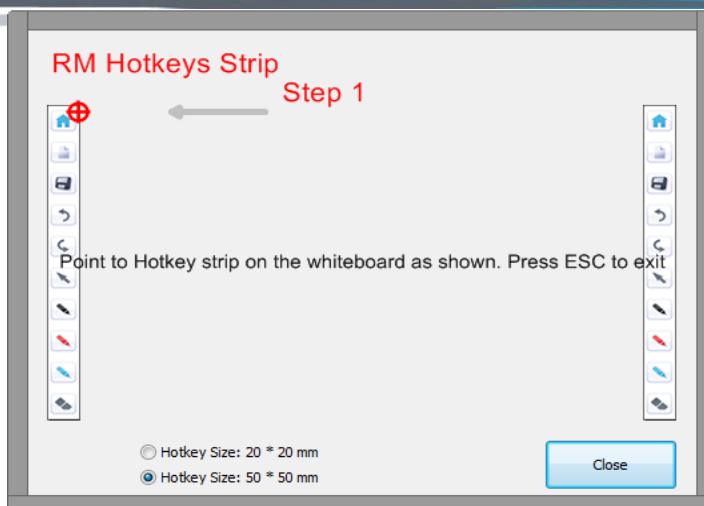 RM Hotkeys Strip
Step 1
Point to Hotkey strip on the whiteboard as shown. Press ESC to exit
Hotkey Size: 20 * 20 mm
Hotkey Size: 50 * 50 mm
Close